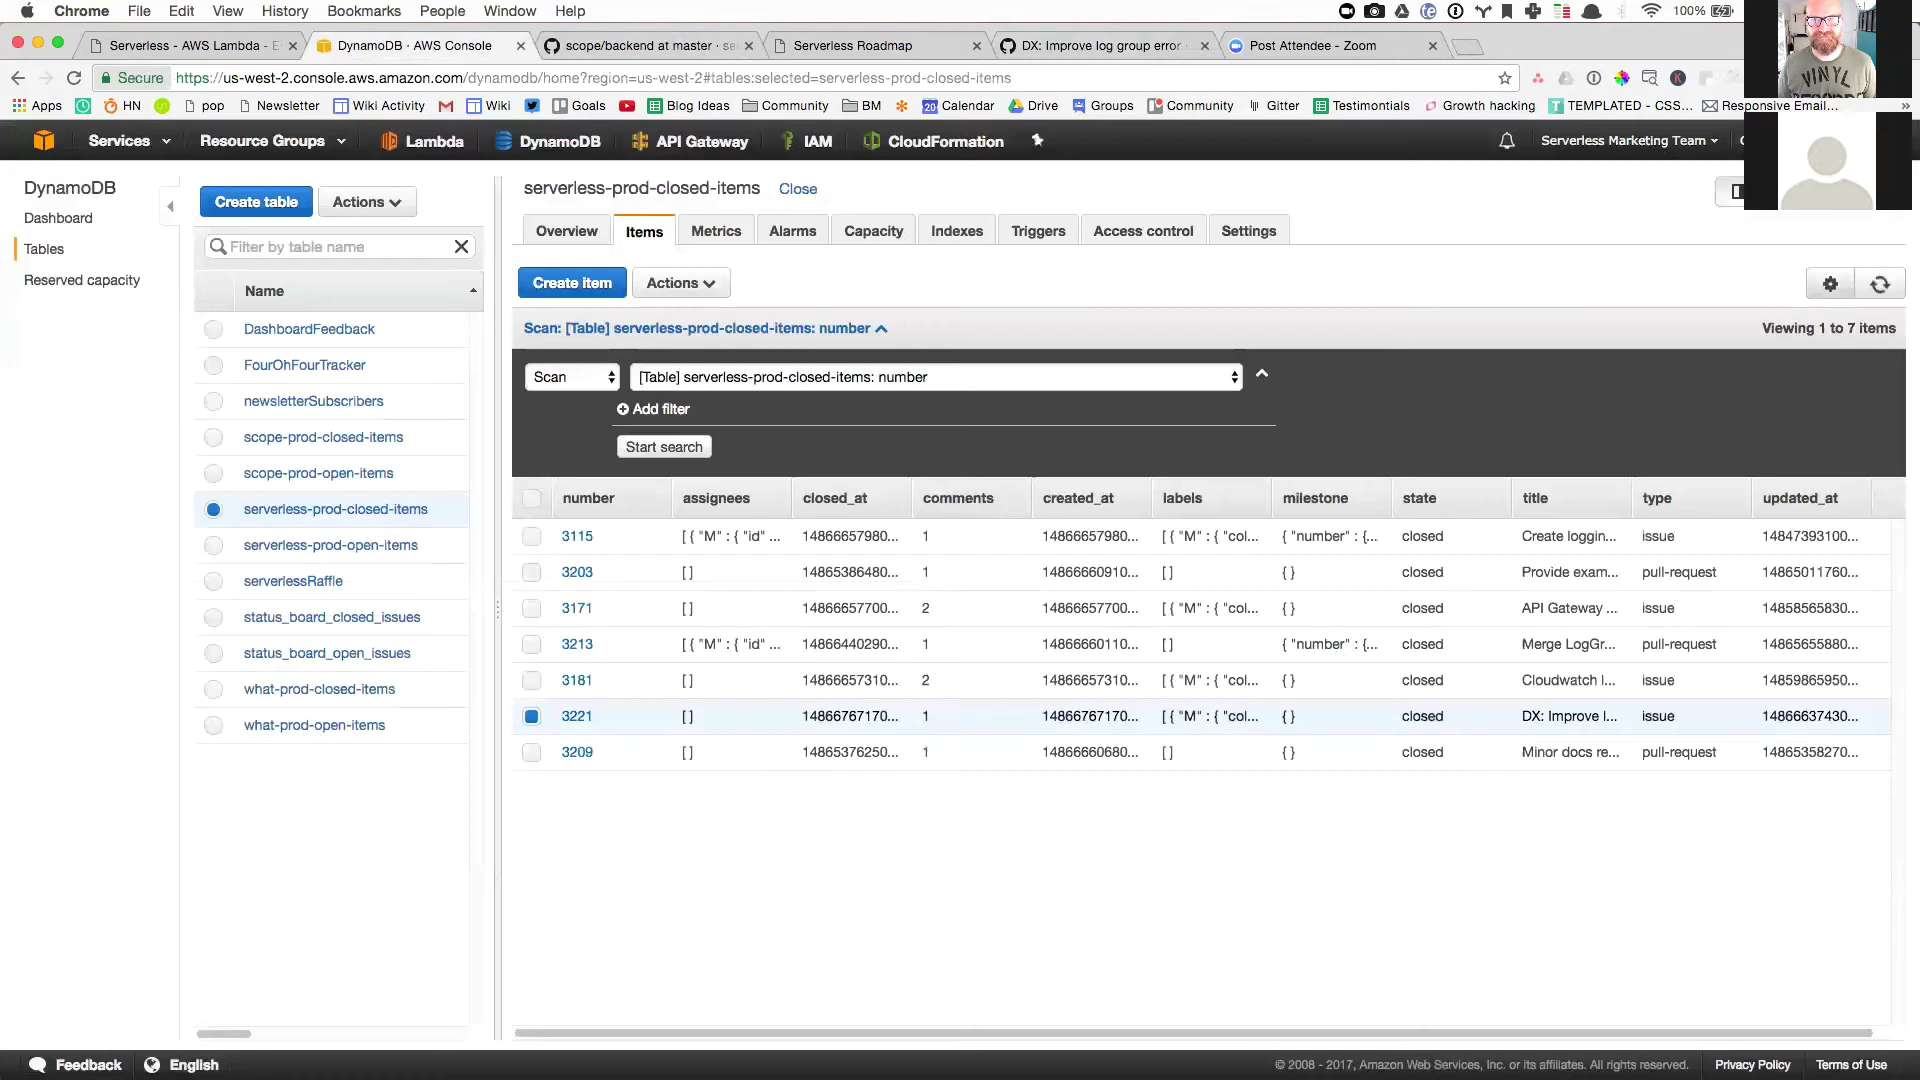 Chrome File Edit View History Bookmarks People Window Help 100%
Serverless - AWS Lambda - E
DynamoDB · AWS Console
scope/backend at master · se
Serverless Roadmap
DX: Improve log group error
Post Attendee - Zoom
Secure https://us-west-2.console.aws.amazon.com/dynamodb/home?region=us-west-2#tables:selected=serverless-prod-closed-items
Apps HN pop Newsletter Wiki Activity Wiki Goals Blog Ideas Community BM Calendar Drive Groups Community Gitter Testimonials Growth hacking TEMPLATED - CSS... Responsive Email... »
Services Resource Groups Lambda DynamoDB API Gateway IAM CloudFormation Serverless Marketing Team
VINYL
DynamoDB
Dashboard
Tables
Reserved capacity
Create table Actions
Filter by table name
Name
DashboardFeedback
FourOhFourTracker
newsletterSubscribers
scope-prod-closed-items
scope-prod-open-items
serverless-prod-closed-items
serverless-prod-open-items
serverlessRaffle
status_board_closed_issues
status_board_open_issues
what-prod-closed-items
what-prod-open-items
serverless-prod-closed-items Close
Overview Items Metrics Alarms Capacity Indexes Triggers Access control Settings
Create item Actions
Scan: [Table] serverless-prod-closed-items: number Viewing 1 to 7 items
Scan [Table] serverless-prod-closed-items: number
Add filter
Start search
number assignees closed_at comments created_at labels milestone state title type updated_at
3115 [ { "M" : { "id" ... 14866657980... 1 14866657980... [ { "M" : { "col... { "number" : {... closed Create loggin... issue 14847393100...
3203 [ ] 14865386480... 1 14866660910... [ ] { } closed Provide exam... pull-request 14865011760...
3171 [ ] 14866657700... 2 14866657700... [ { "M" : { "col... { } closed API Gateway ... issue 14858565830...
3213 [ { "M" : { "id" ... 14866440290... 1 14866660110... [ ] { "number" : {... closed Merge LogGr... pull-request 14865655880...
3181 [ ] 14866657310... 2 14866657310... [ { "M" : { "col... { } closed Cloudwatch l... issue 14859865950...
3221 [ ] 14866767170... 1 14866767170... [ { "M" : { "col... { } closed DX: Improve l... issue 14866637430...
3209 [ ] 14865376250... 1 14866660680... [ ] { } closed Minor docs re... pull-request 14865358270...
Feedback English © 2008 - 2017, Amazon Web Services, Inc. or its affiliates. All rights reserved. Privacy Policy Terms of Use